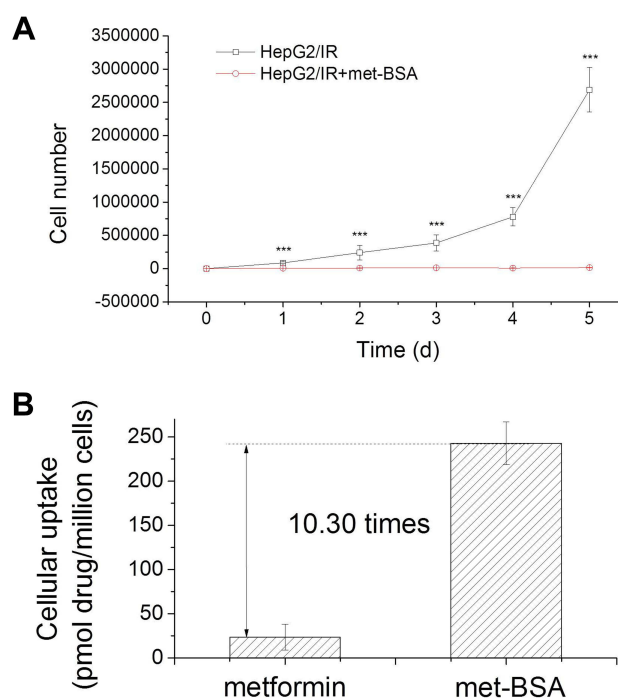 A
HepG2/IR
HepG2/IR+met-BSA
3500000
3000000
2500000
2000000
1500000
1000000
500000
0
-500000
Cell number
***
***
***
***
***
0 1 2 3 4 5
Time (d)
B
Cellular uptake
(pmol drug/million cells)
250
200
150
100
50
0
10.30 times
metformin met-BSA